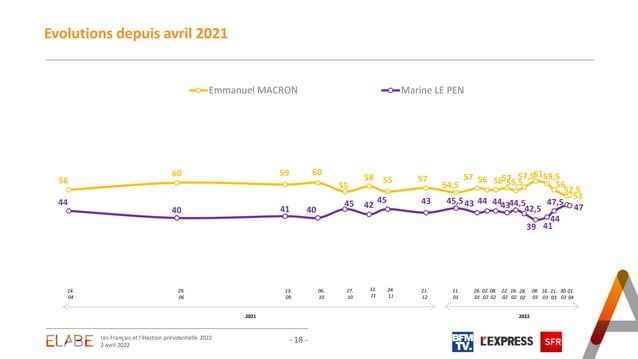 Evolutions depuis avril 2021
Emmanuel MACRON Marine LE PEN
56 60 59 60 55 58 55 57 54,5 57 56 56 57 55,5 57,5 61 59,5 56 52,5 53
44 40 41 40 45 42 45 43 45,5 43 44 44 43 44,5 42,5 39 41 44 47,5 47
14. 29. 13. 06. 27. 11. 24. 21. 11. 26. 02. 08. 22. 16. 28. 08 16. 21. 30. 01.
04 06 09 10 10 11 11 12 01 01 02 02 02 02 02 03 03 03 03 04
2021 2022
ELABE
Les Français et l'élection présidentielle 2022
2 avril 2022
- 18 -
BFM
TV.
L'EXPRESS
SFR